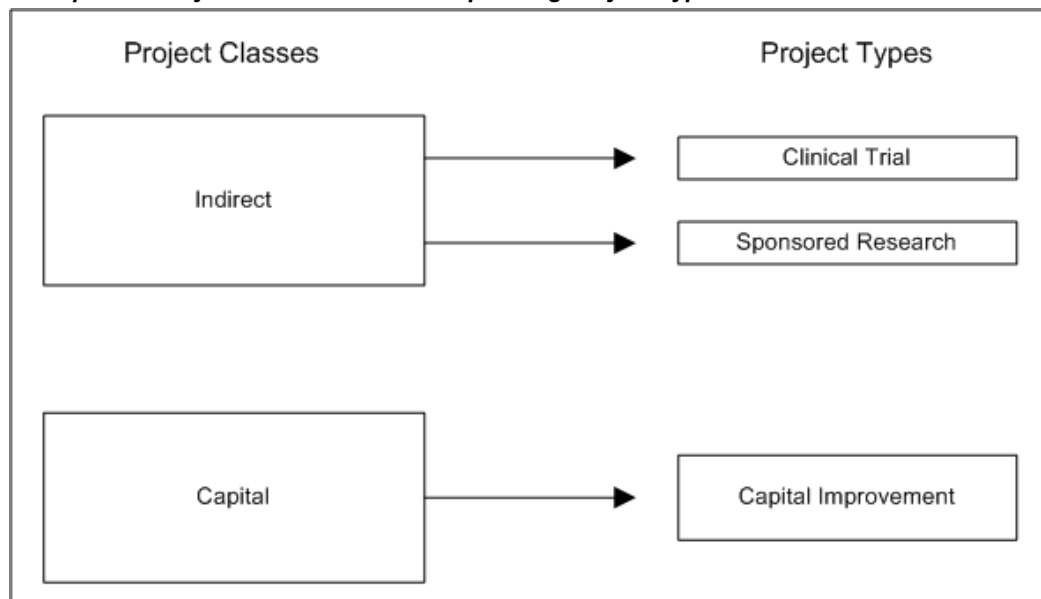 Project Classes
Project Types
Indirect
Clinical Trial
Sponsored Research
Capital
Capital Improvement